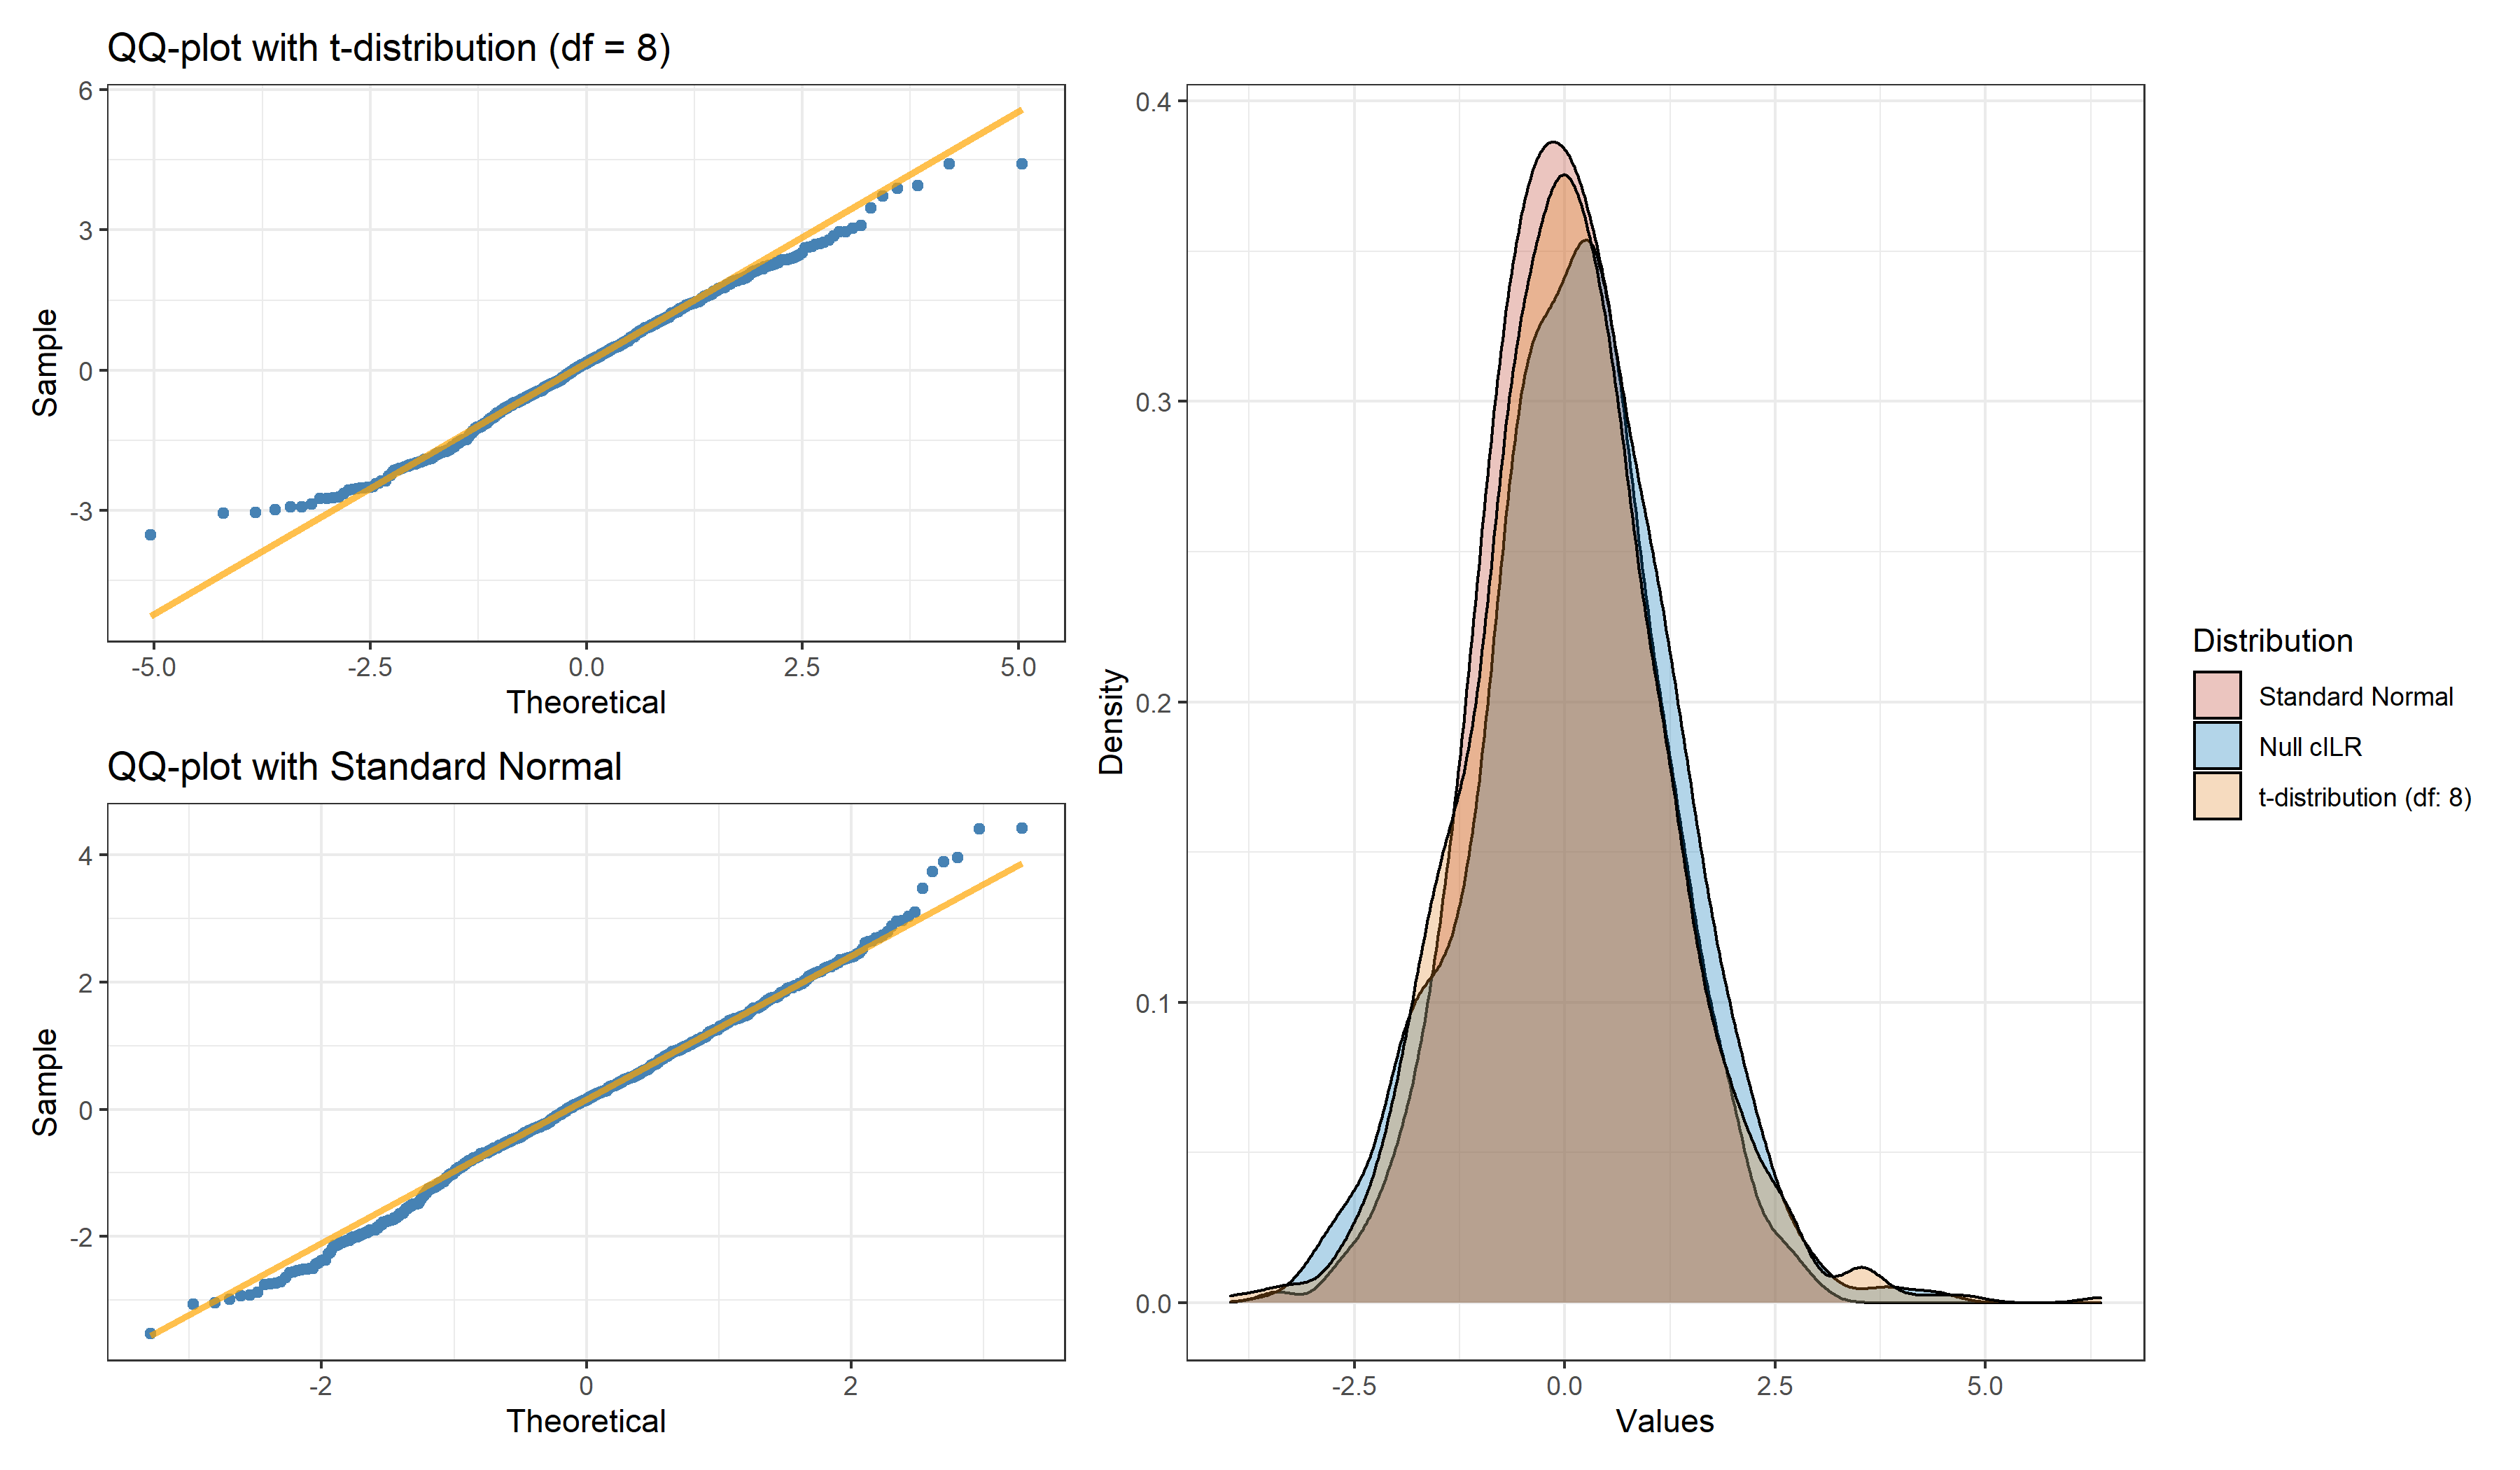 QQ-plot with t-distribution (df = 8)
6
3
0
-3
Sample
-5.0 -2.5 0.0 2.5 5.0
Theoretical
QQ-plot with Standard Normal
4
2
0
-2
Sample
-2 0 2
Theoretical
0.4
0.3
0.2
0.1
0.0
Density
-2.5 0.0 2.5 5.0
Values
Distribution
Standard Normal
Null cILR
t-distribution (df: 8)